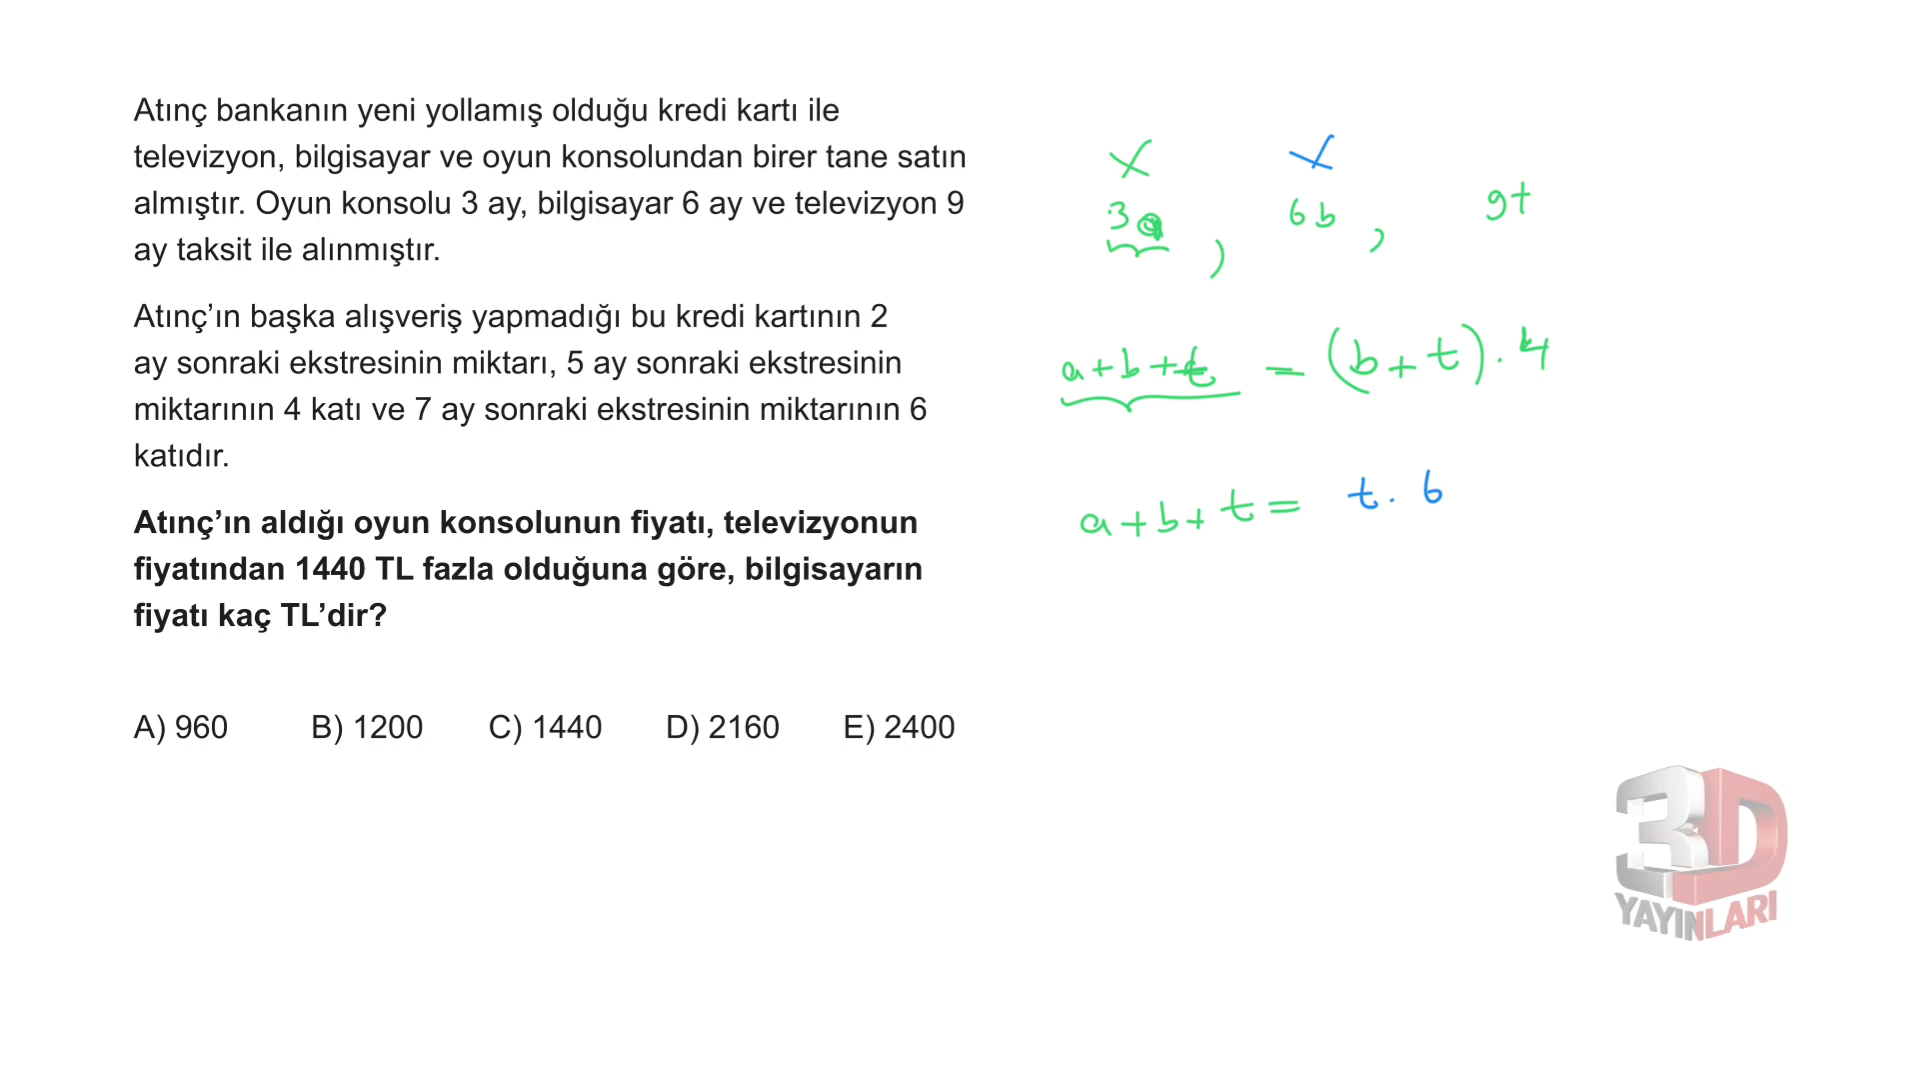 Atınç bankanın yeni yollamış olduğu kredi kartı ile
televizyon, bilgisayar ve oyun konsolundan birer tane satın
almıştır. Oyun konsolu 3 ay, bilgisayar 6 ay ve televizyon 9
ay taksit ile alınmıştır.
Atınç’ın başka alışveriş yapmadığı bu kredi kartının 2
ay sonraki ekstresinin miktarı, 5 ay sonraki ekstresinin
miktarının 4 katı ve 7 ay sonraki ekstresinin miktarının 6
katıdır.
Atınç’ın aldığı oyun konsolunun fiyatı, televizyonun
fiyatından 1440 TL fazla olduğuna göre, bilgisayarın
fiyatı kaç TL’dir?
A) 960 B) 1200 C) 1440 D) 2160 E) 2400
x x
3a , 6b , 9t
a+b+t = (b+t).4
a+b+t = t.6
3D
YAYINLARI